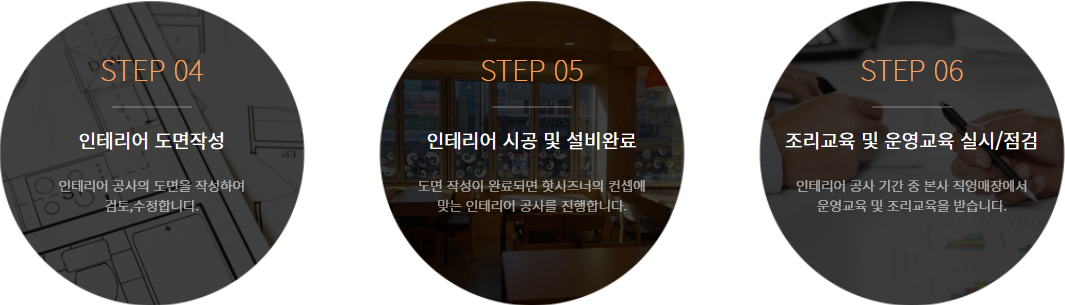 STEP 04
인테리어 도면작성
인테리어 공사의 도면을 작성하여
검토,수정합니다.
STEP 05
인테리어 시공 및 설비완료
도면 작성이 완료되면 핫시즈너의 컨셉에
맞는 인테리어 공사를 진행합니다.
STEP 06
조리교육 및 운영교육 실시/점검
인테리어 공사 기간 중 본사 직영매장에서
운영교육 및 조리교육을 받습니다.